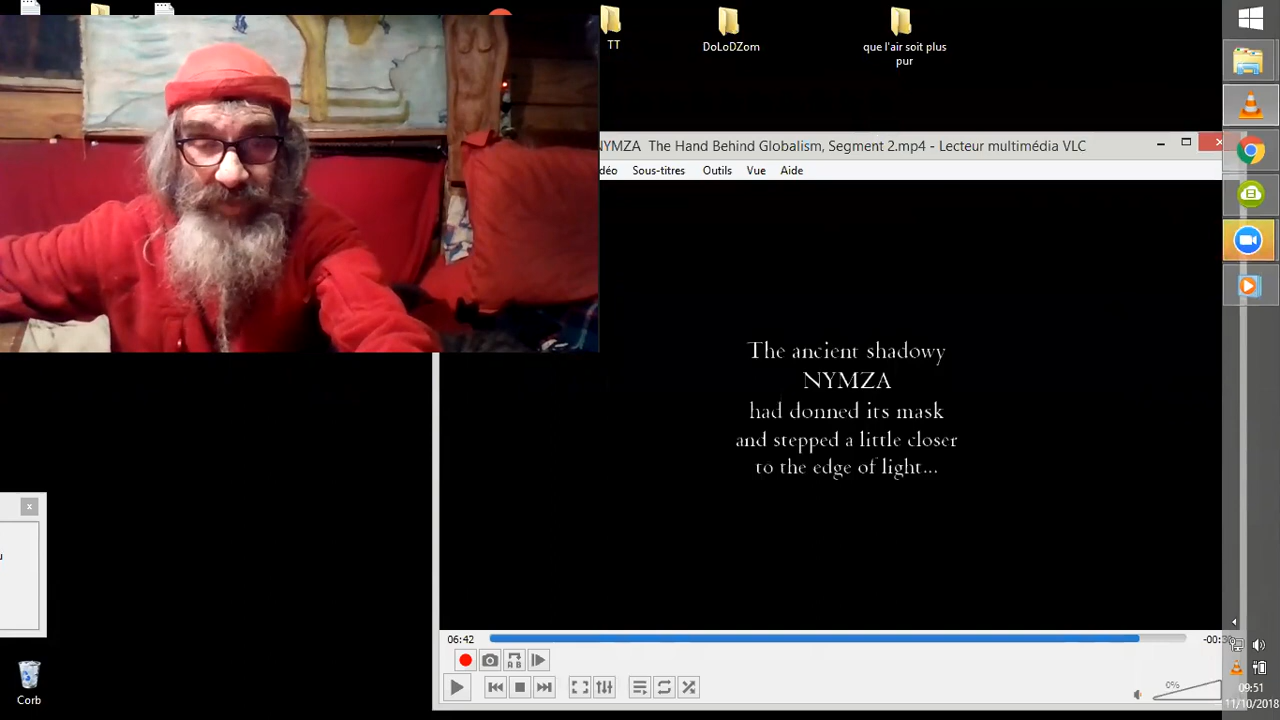 TT
DoLoDZom
que l'air soit plus
pur
NYMZA The Hand Behind Globalism, Segment 2.mp4 - Lecteur multimédia VLC
déo Sous-titres Outils Vue Aide
The ancient shadowy
NYMZA
had donned its mask
and stepped a little closer
to the edge of light...
x
u
06:42
-00:3
A B
0%
Corb
09:51
11/10/2018